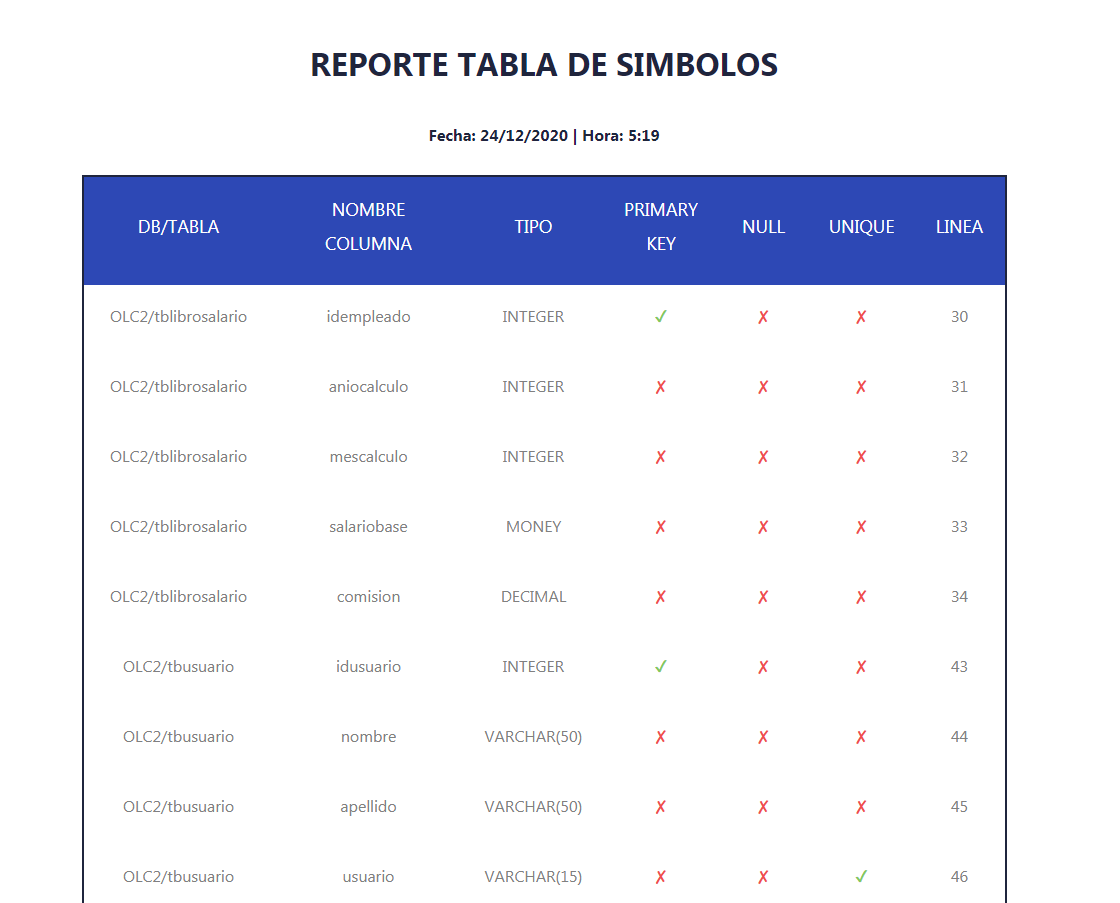 REPORTE TABLA DE SIMBOLOS
Fecha: 24/12/2020 | Hora: 5:19
DB/TABLA NOMBRE COLUMNA TIPO PRIMARY KEY NULL UNIQUE LINEA
OLC2/tblibrosalario idempleado INTEGER ✓ ✗ ✗ 30
OLC2/tblibrosalario aniocalculo INTEGER ✗ ✗ ✗ 31
OLC2/tblibrosalario mescalculo INTEGER ✗ ✗ ✗ 32
OLC2/tblibrosalario salariobase MONEY ✗ ✗ ✗ 33
OLC2/tblibrosalario comision DECIMAL ✗ ✗ ✗ 34
OLC2/tbusuario idusuario INTEGER ✓ ✗ ✗ 43
OLC2/tbusuario nombre VARCHAR(50) ✗ ✗ ✗ 44
OLC2/tbusuario apellido VARCHAR(50) ✗ ✗ ✗ 45
OLC2/tbusuario usuario VARCHAR(15) ✗ ✗ ✓ 46